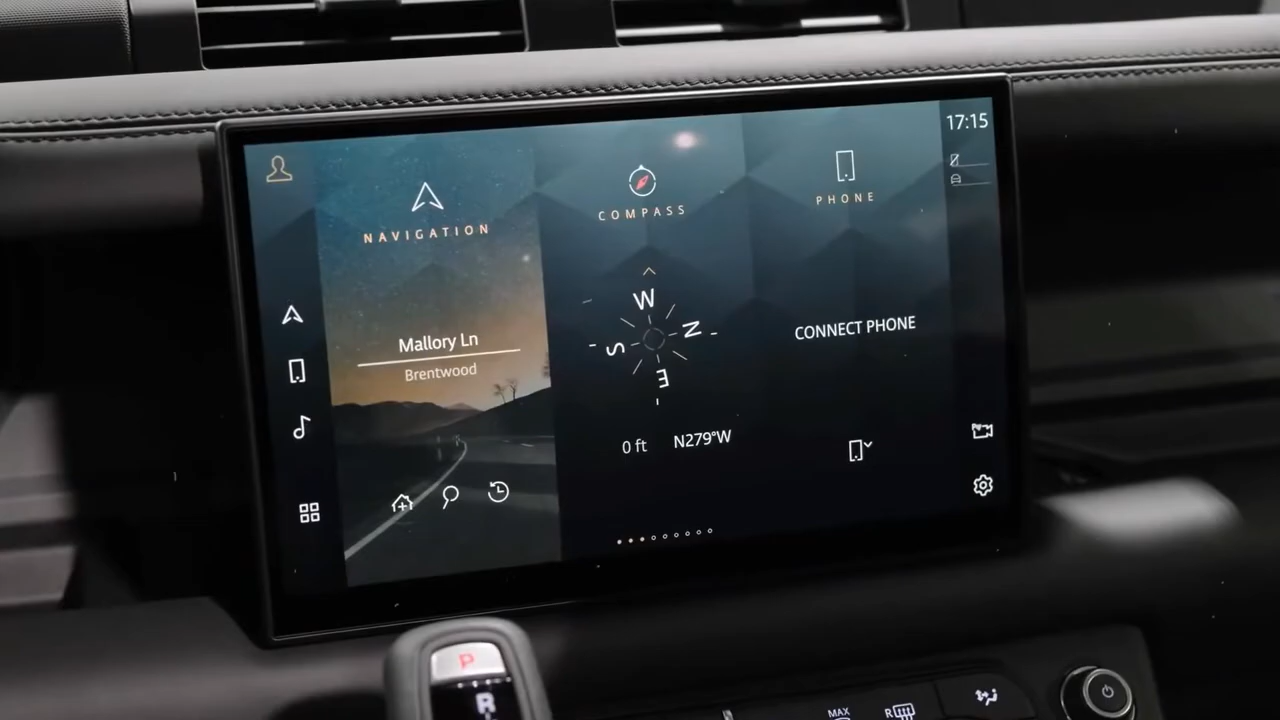 17:15
NAVIGATION
COMPASS
PHONE
W
N
S
E
Mallory Ln
Brentwood
CONNECT PHONE
0 ft N279°W
P
R
MAX
R